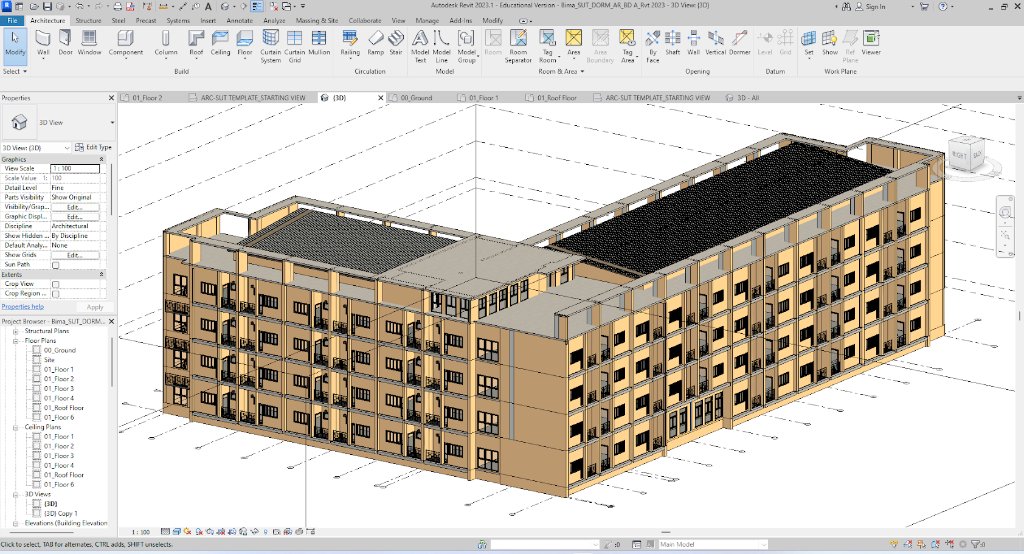 Autodesk Revit 2023.1 - Educational Version - Bima_SUT_DORM_AR_BD A_Rvt 2023 - 3D View: {3D}
Sign In
File Architecture Structure Steel Precast Systems Insert Annotate Analyze Massing & Site Collaborate View Manage Add-Ins Modify
Modify Wall Door Window Component Column Roof Ceiling Floor Curtain System Curtain Grid Mullion Railing Ramp Stair Model Text Model Line Model Group Room Room Separator Tag Room Area Area Boundary Tag Area By Face Shaft Wall Vertical Dormer Level Grid Set Show Ref Plane Viewer
Select Build Circulation Model Room & Area Opening Datum Work Plane
Properties
01_Floor 2
ARC-SUT TEMPLATE_STARTING VIEW
{3D}
00_Ground
01_Floor 1
01_Roof Floor
ARC-SUT TEMPLATE_STARTING VIEW
3D - All
3D View
3D View: {3D} Edit Type
Graphics
View Scale 1 : 100
Scale Value 1: 100
Detail Level Fine
Parts Visibility Show Original
Visibility/Grap... Edit...
Graphic Displ... Edit...
Discipline Architectural
Show Hidden ... By Discipline
Default Analy... None
Show Grids Edit...
Sun Path
Extents
Crop View
Crop Region ...
Properties help Apply
Project Browser - Bima_SUT_DORM...
Structural Plans
Floor Plans
00_Ground
Site
01_Floor 1
01_Floor 2
01_Floor 3
01_Floor 4
01_Roof Floor
01_Floor 6
Ceiling Plans
01_Floor 1
01_Floor 2
01_Floor 3
01_Floor 4
01_Roof Floor
01_Floor 6
3D Views
{3D}
{3D} Copy 1
Elevations (Building Elevation
RIGHT
1 : 100
Click to select, TAB for alternates, CTRL adds, SHIFT unselects.
:0
Main Model
:0